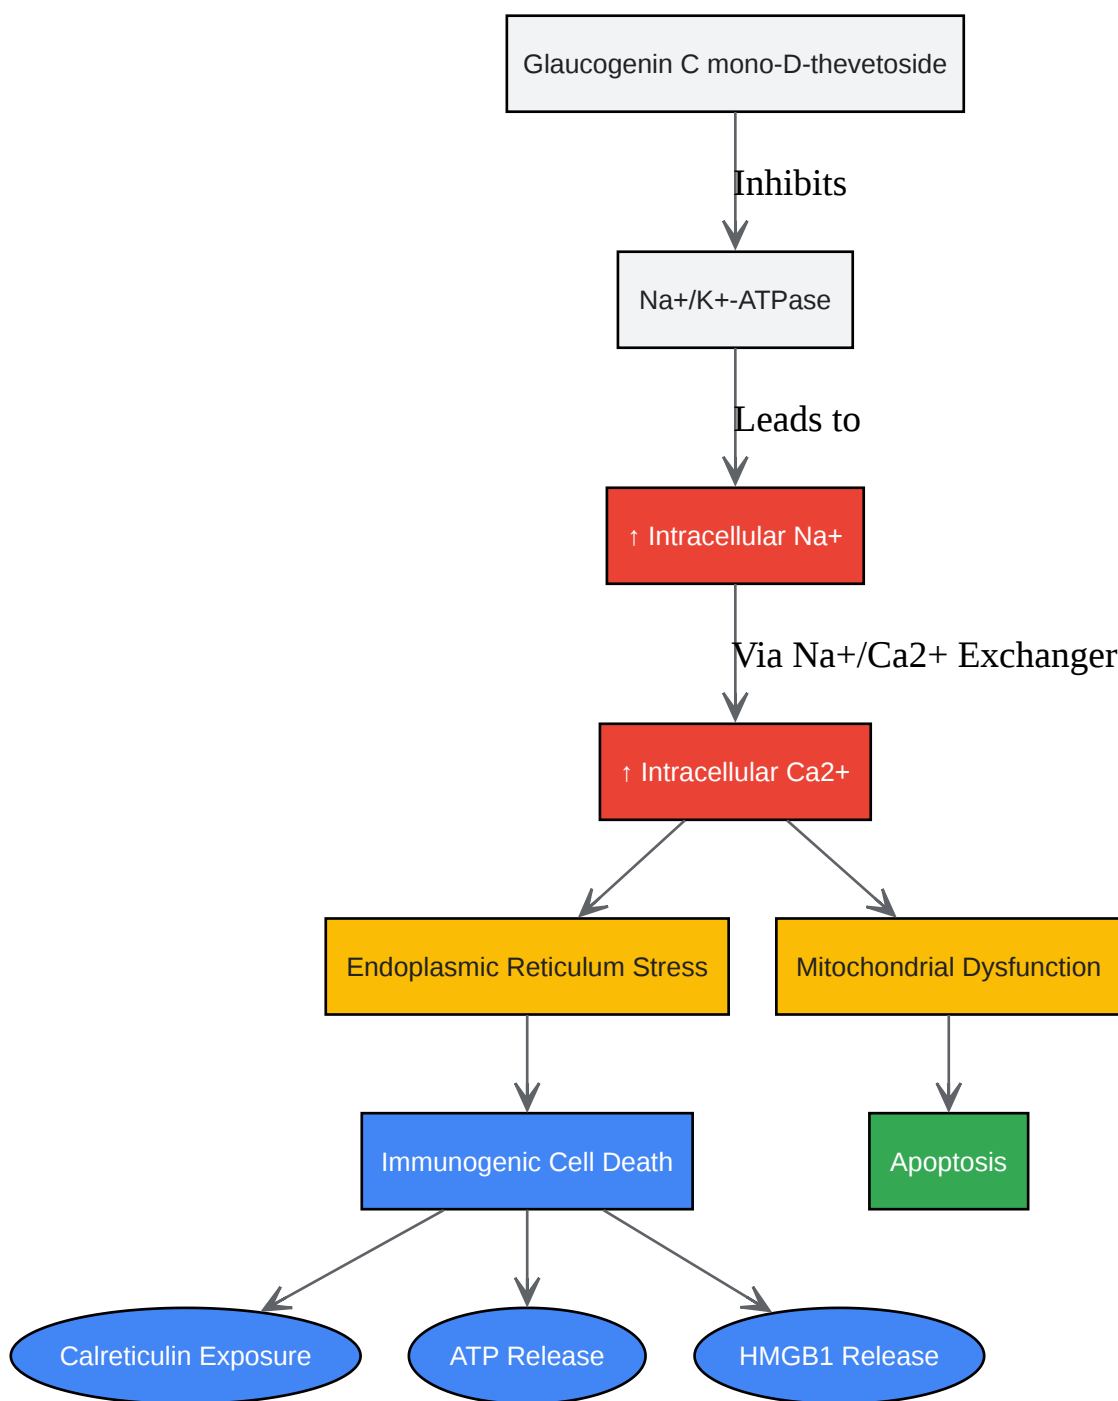 Glaucogenin C mono-D-thevetoside
Inhibits
Na+/K+-ATPase
Leads to
↑ Intracellular Na+
Via Na+/Ca2+ Exchanger
↑ Intracellular Ca2+
Endoplasmic Reticulum Stress
Mitochondrial Dysfunction
Immunogenic Cell Death
Apoptosis
Calreticulin Exposure
ATP Release
HMGB1 Release